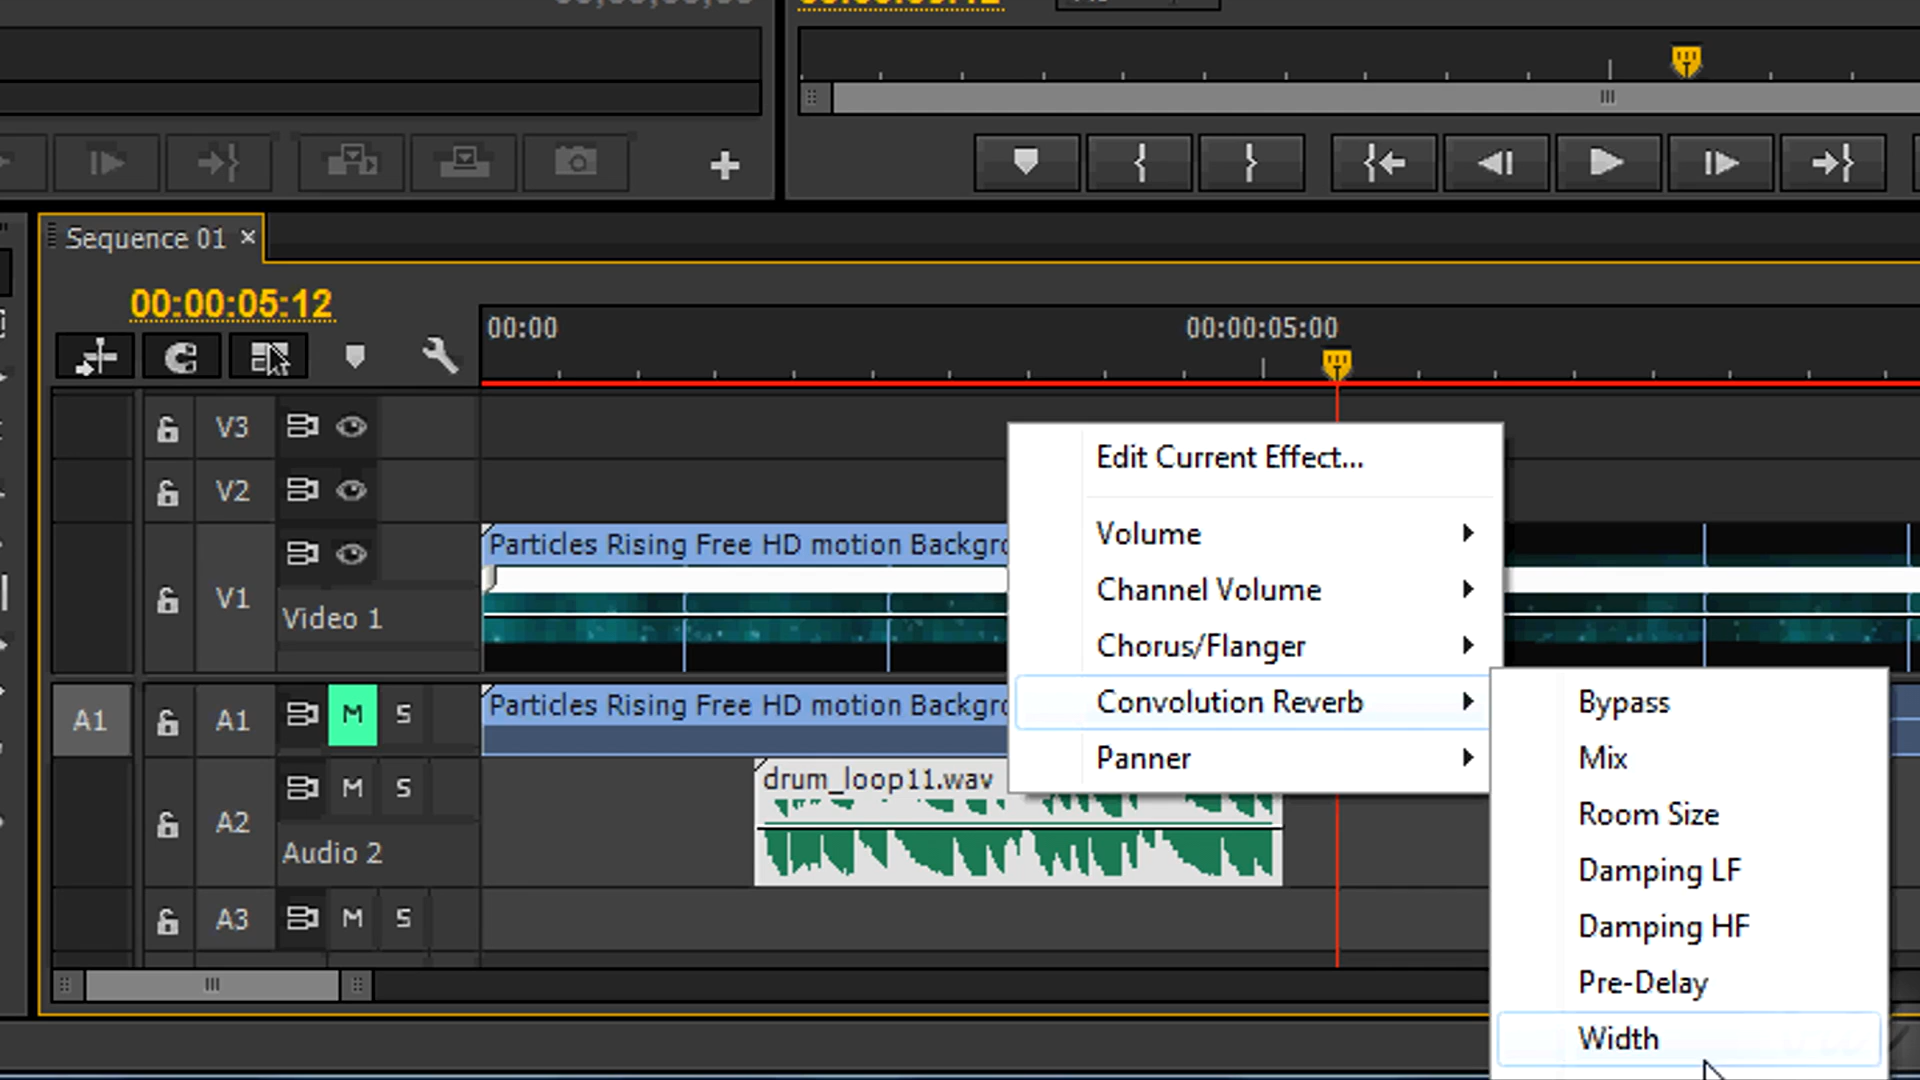 Sequence 01
00:00:05:12
00:00
00:00:05:00
V3
V2
Particles Rising Free HD motion Backgro
V1
Video 1
A1
A1
M
S
Particles Rising Free HD motion Backgro
A2
M
S
Audio 2
drum_loop11.wav
A3
M
S
Edit Current Effect...
Volume
Channel Volume
Chorus/Flanger
Convolution Reverb
Panner
Bypass
Mix
Room Size
Damping LF
Damping HF
Pre-Delay
Width